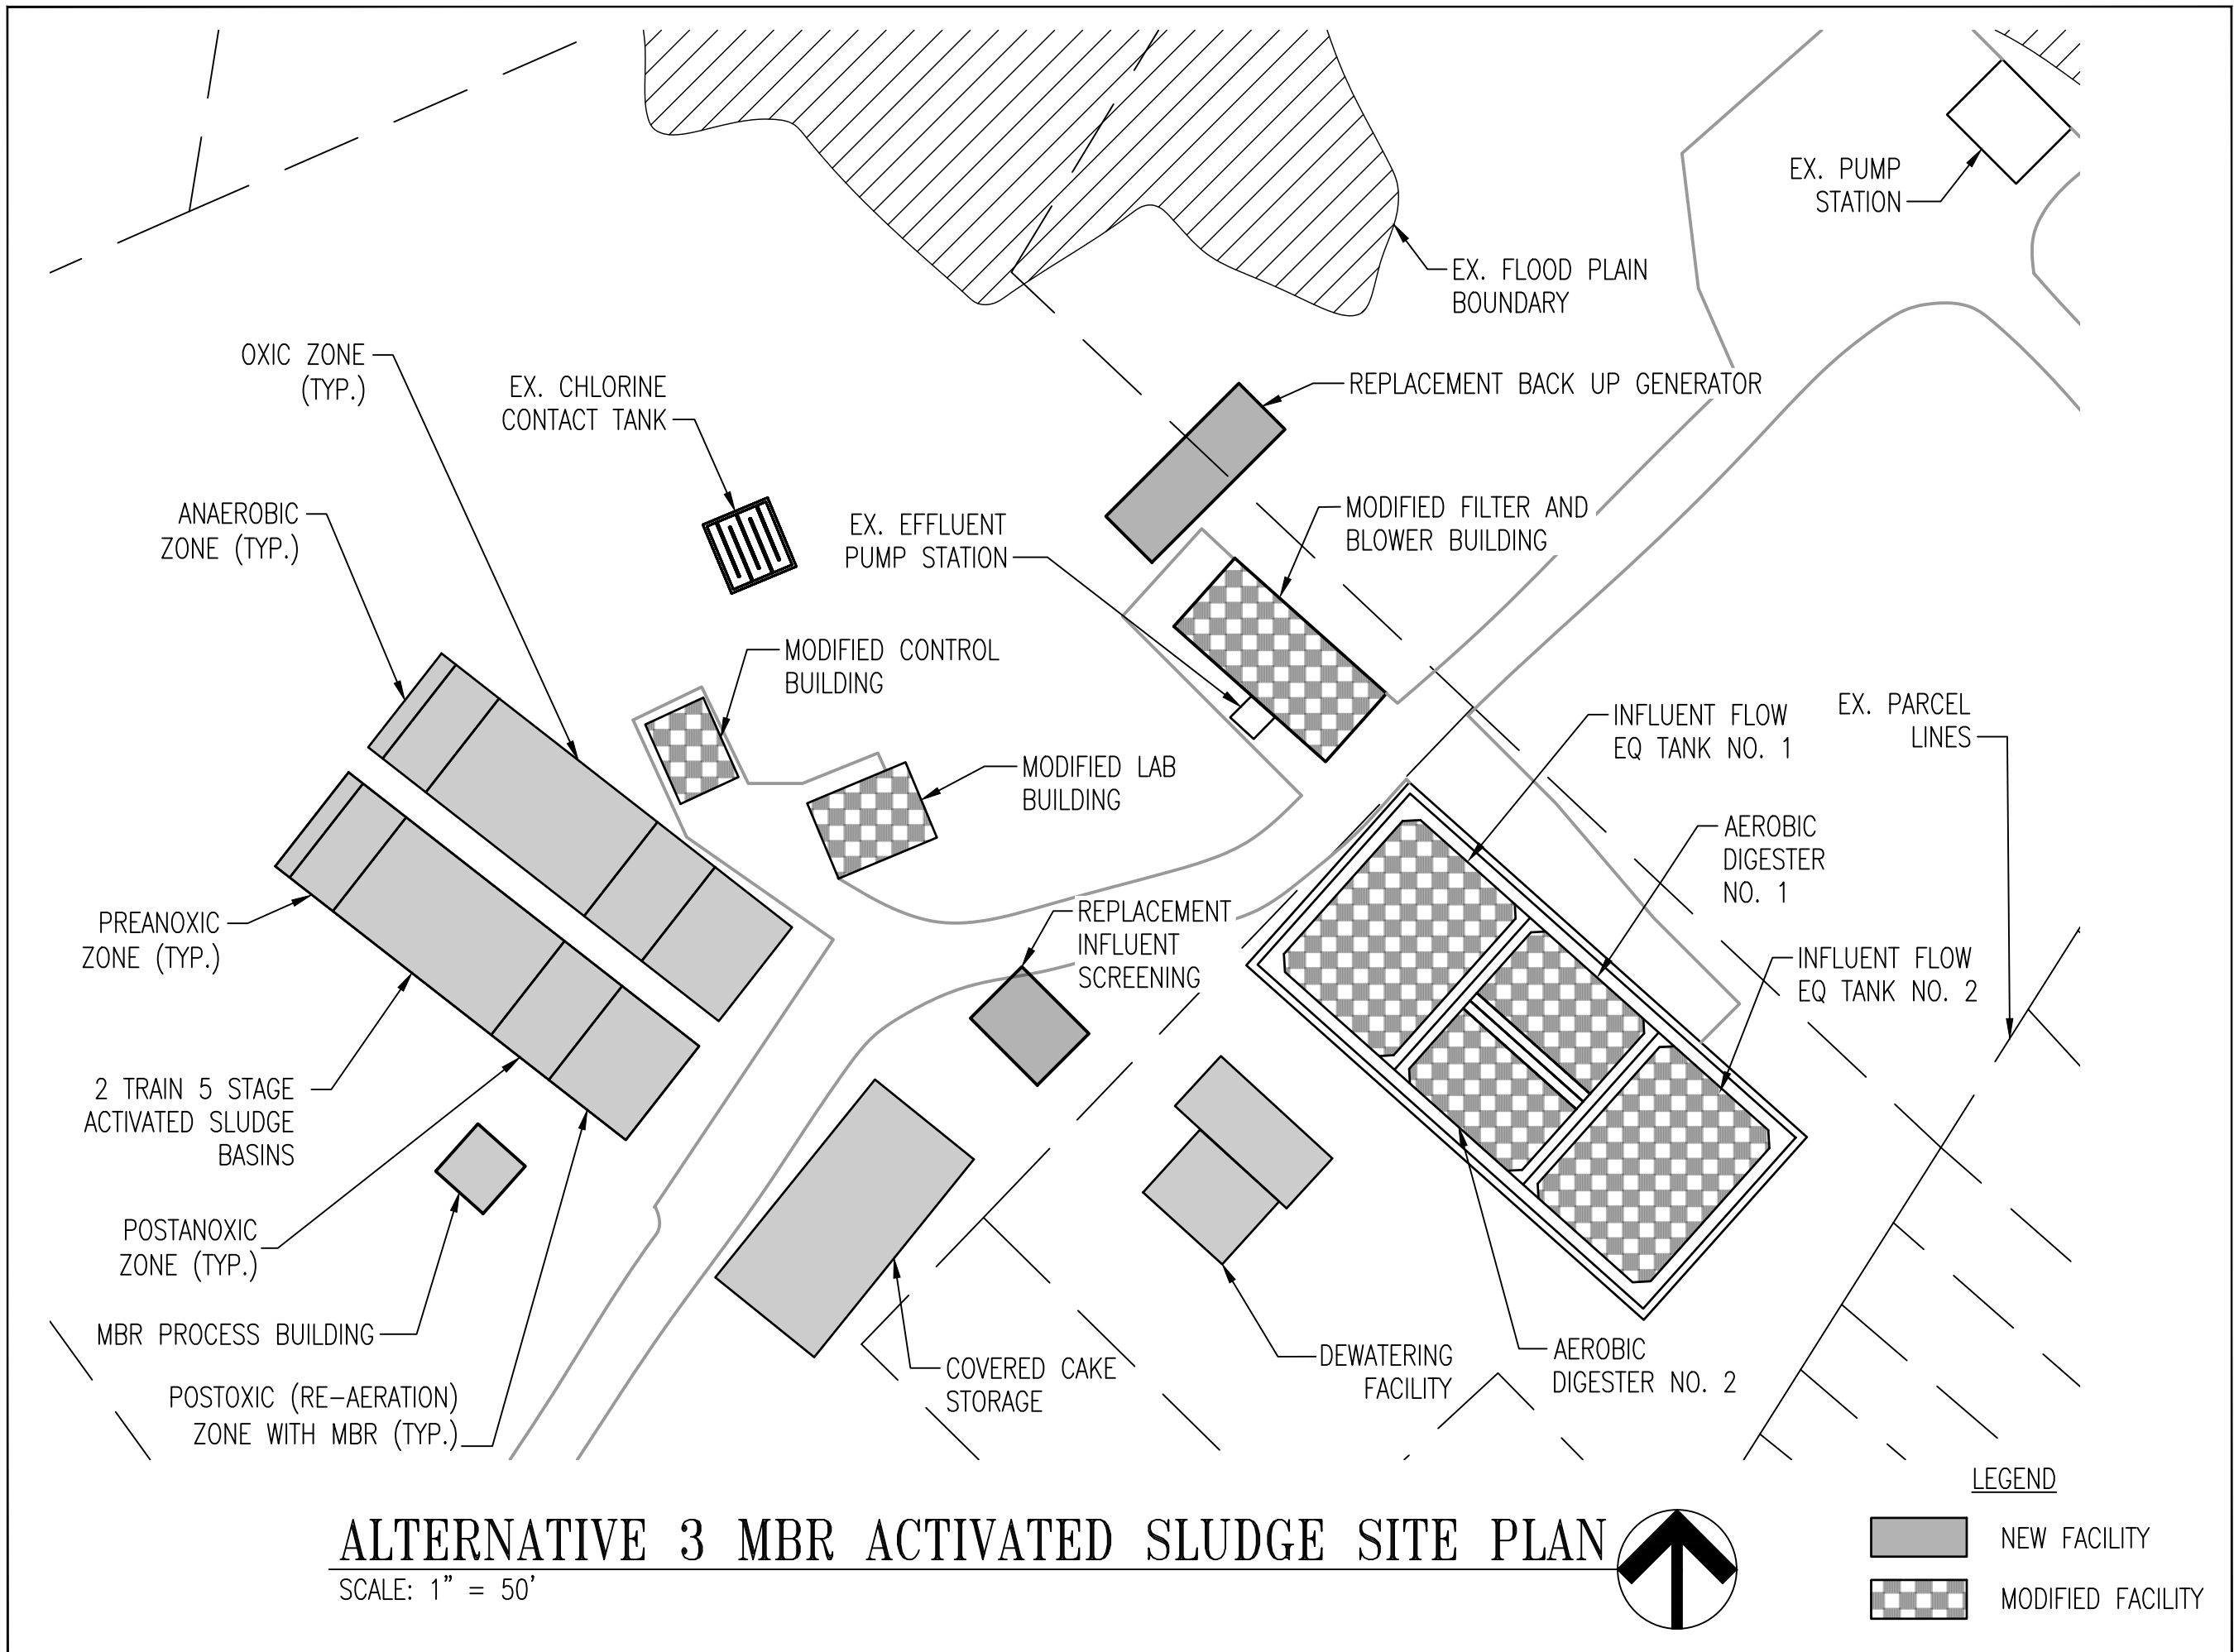 EX. PUMP
STATION
EX. FLOOD PLAIN
BOUNDARY
OXIC ZONE
(TYP.)
EX. CHLORINE
CONTACT TANK
REPLACEMENT BACK UP GENERATOR
ANAEROBIC
ZONE (TYP.)
EX. EFFLUENT
PUMP STATION
MODIFIED FILTER AND
BLOWER BUILDING
MODIFIED CONTROL
BUILDING
MODIFIED LAB
BUILDING
INFLUENT FLOW
EQ TANK NO. 1
EX. PARCEL
LINES
AEROBIC
DIGESTER
NO. 1
PREANOXIC
ZONE (TYP.)
REPLACEMENT
INFLUENT
SCREENING
INFLUENT FLOW
EQ TANK NO. 2
2 TRAIN 5 STAGE
ACTIVATED SLUDGE
BASINS
POSTANOXIC
ZONE (TYP.)
MBR PROCESS BUILDING
POSTOXIC (RE-AERATION)
ZONE WITH MBR (TYP.)
COVERED CAKE
STORAGE
DEWATERING
FACILITY
AEROBIC
DIGESTER NO. 2
ALTERNATIVE 3 MBR ACTIVATED SLUDGE SITE PLAN
SCALE: 1" = 50'
LEGEND
NEW FACILITY
MODIFIED FACILITY